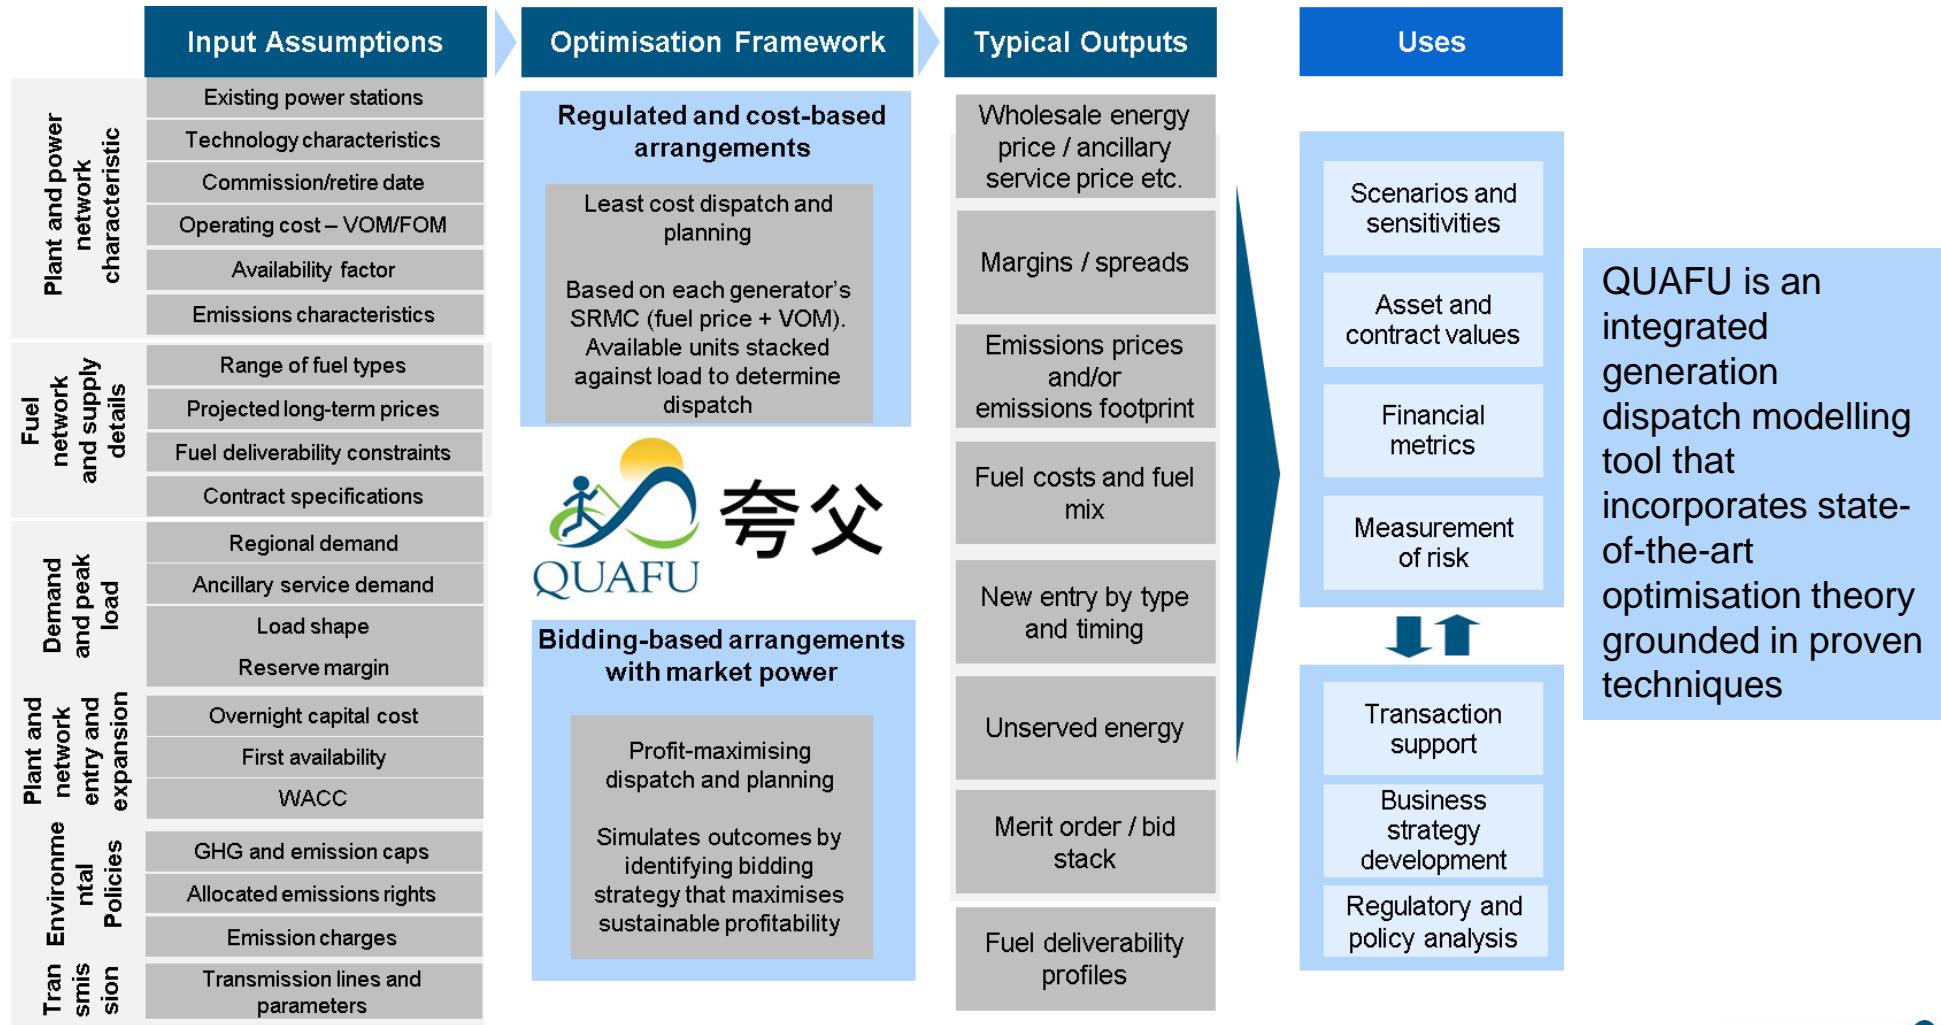 Input Assumptions
Optimisation Framework
Typical Outputs
Uses
Plant and power
network
characteristic
Existing power stations
Technology characteristics
Commission/retire date
Operating cost – VOM/FOM
Availability factor
Emissions characteristics
Fuel
network
and supply
details
Range of fuel types
Projected long-term prices
Fuel deliverability constraints
Contract specifications
Demand
and peak
load
Regional demand
Ancillary service demand
Load shape
Reserve margin
Plant and
network
entry and
expansion
Overnight capital cost
First availability
WACC
Environme
ntal
Policies
GHG and emission caps
Allocated emissions rights
Emission charges
Tran
smis
sion
Transmission lines and
parameters
Regulated and cost-based
arrangements
Least cost dispatch and
planning
Based on each generator's
SRMC (fuel price + VOM).
Available units stacked
against load to determine
dispatch
夸父
QUAFU
Bidding-based arrangements
with market power
Profit-maximising
dispatch and planning
Simulates outcomes by
identifying bidding
strategy that maximises
sustainable profitability
Wholesale energy
price / ancillary
service price etc.
Margins / spreads
Emissions prices
and/or
emissions footprint
Fuel costs and fuel
mix
New entry by type
and timing
Unserved energy
Merit order / bid
stack
Fuel deliverability
profiles
Scenarios and
sensitivities
Asset and
contract values
Financial
metrics
Measurement
of risk
Transaction
support
Business
strategy
development
Regulatory and
policy analysis
QUAFU is an
integrated
generation
dispatch modelling
tool that
incorporates state-
of-the-art
optimisation theory
grounded in proven
techniques